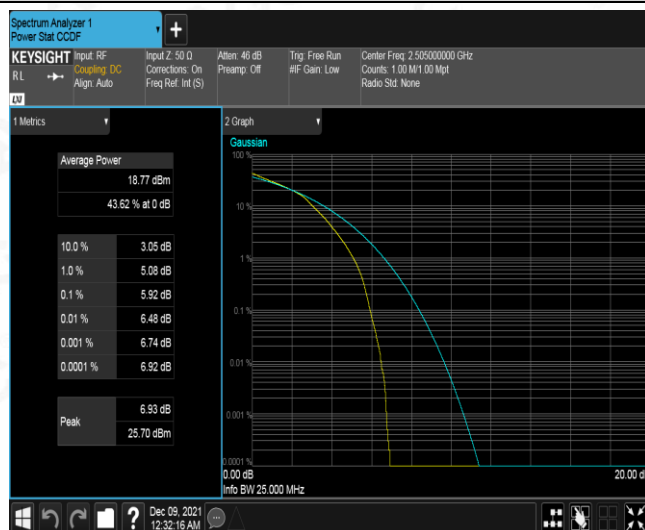 Spectrum Analyzer 1
Power Stat CCDF
+
KEYSIGHT
RL
LXI
Input: RF
Coupling: DC
Align: Auto
Input Z: 50 Ω
Corrections: On
Freq Ref: Int (S)
Atten: 46 dB
Preamp: Off
Trig: Free Run
#IF Gain: Low
Center Freq: 2.505000000 GHz
Counts: 1.00 M/1.00 Mpt
Radio Std: None
1 Metrics
Average Power
18.77 dBm
43.62 % at 0 dB
10.0 % 3.05 dB
1.0 % 5.08 dB
0.1 % 5.92 dB
0.01 % 6.48 dB
0.001 % 6.74 dB
0.0001 % 6.92 dB
Peak
6.93 dB
25.70 dBm
2 Graph
Gaussian
100 %
10 %
1 %
0.1 %
0.01 %
0.001 %
0.0001 %
0.00 dB
20.00 d
Info BW 25.000 MHz
?
Dec 09, 2021
12:32:16 AM